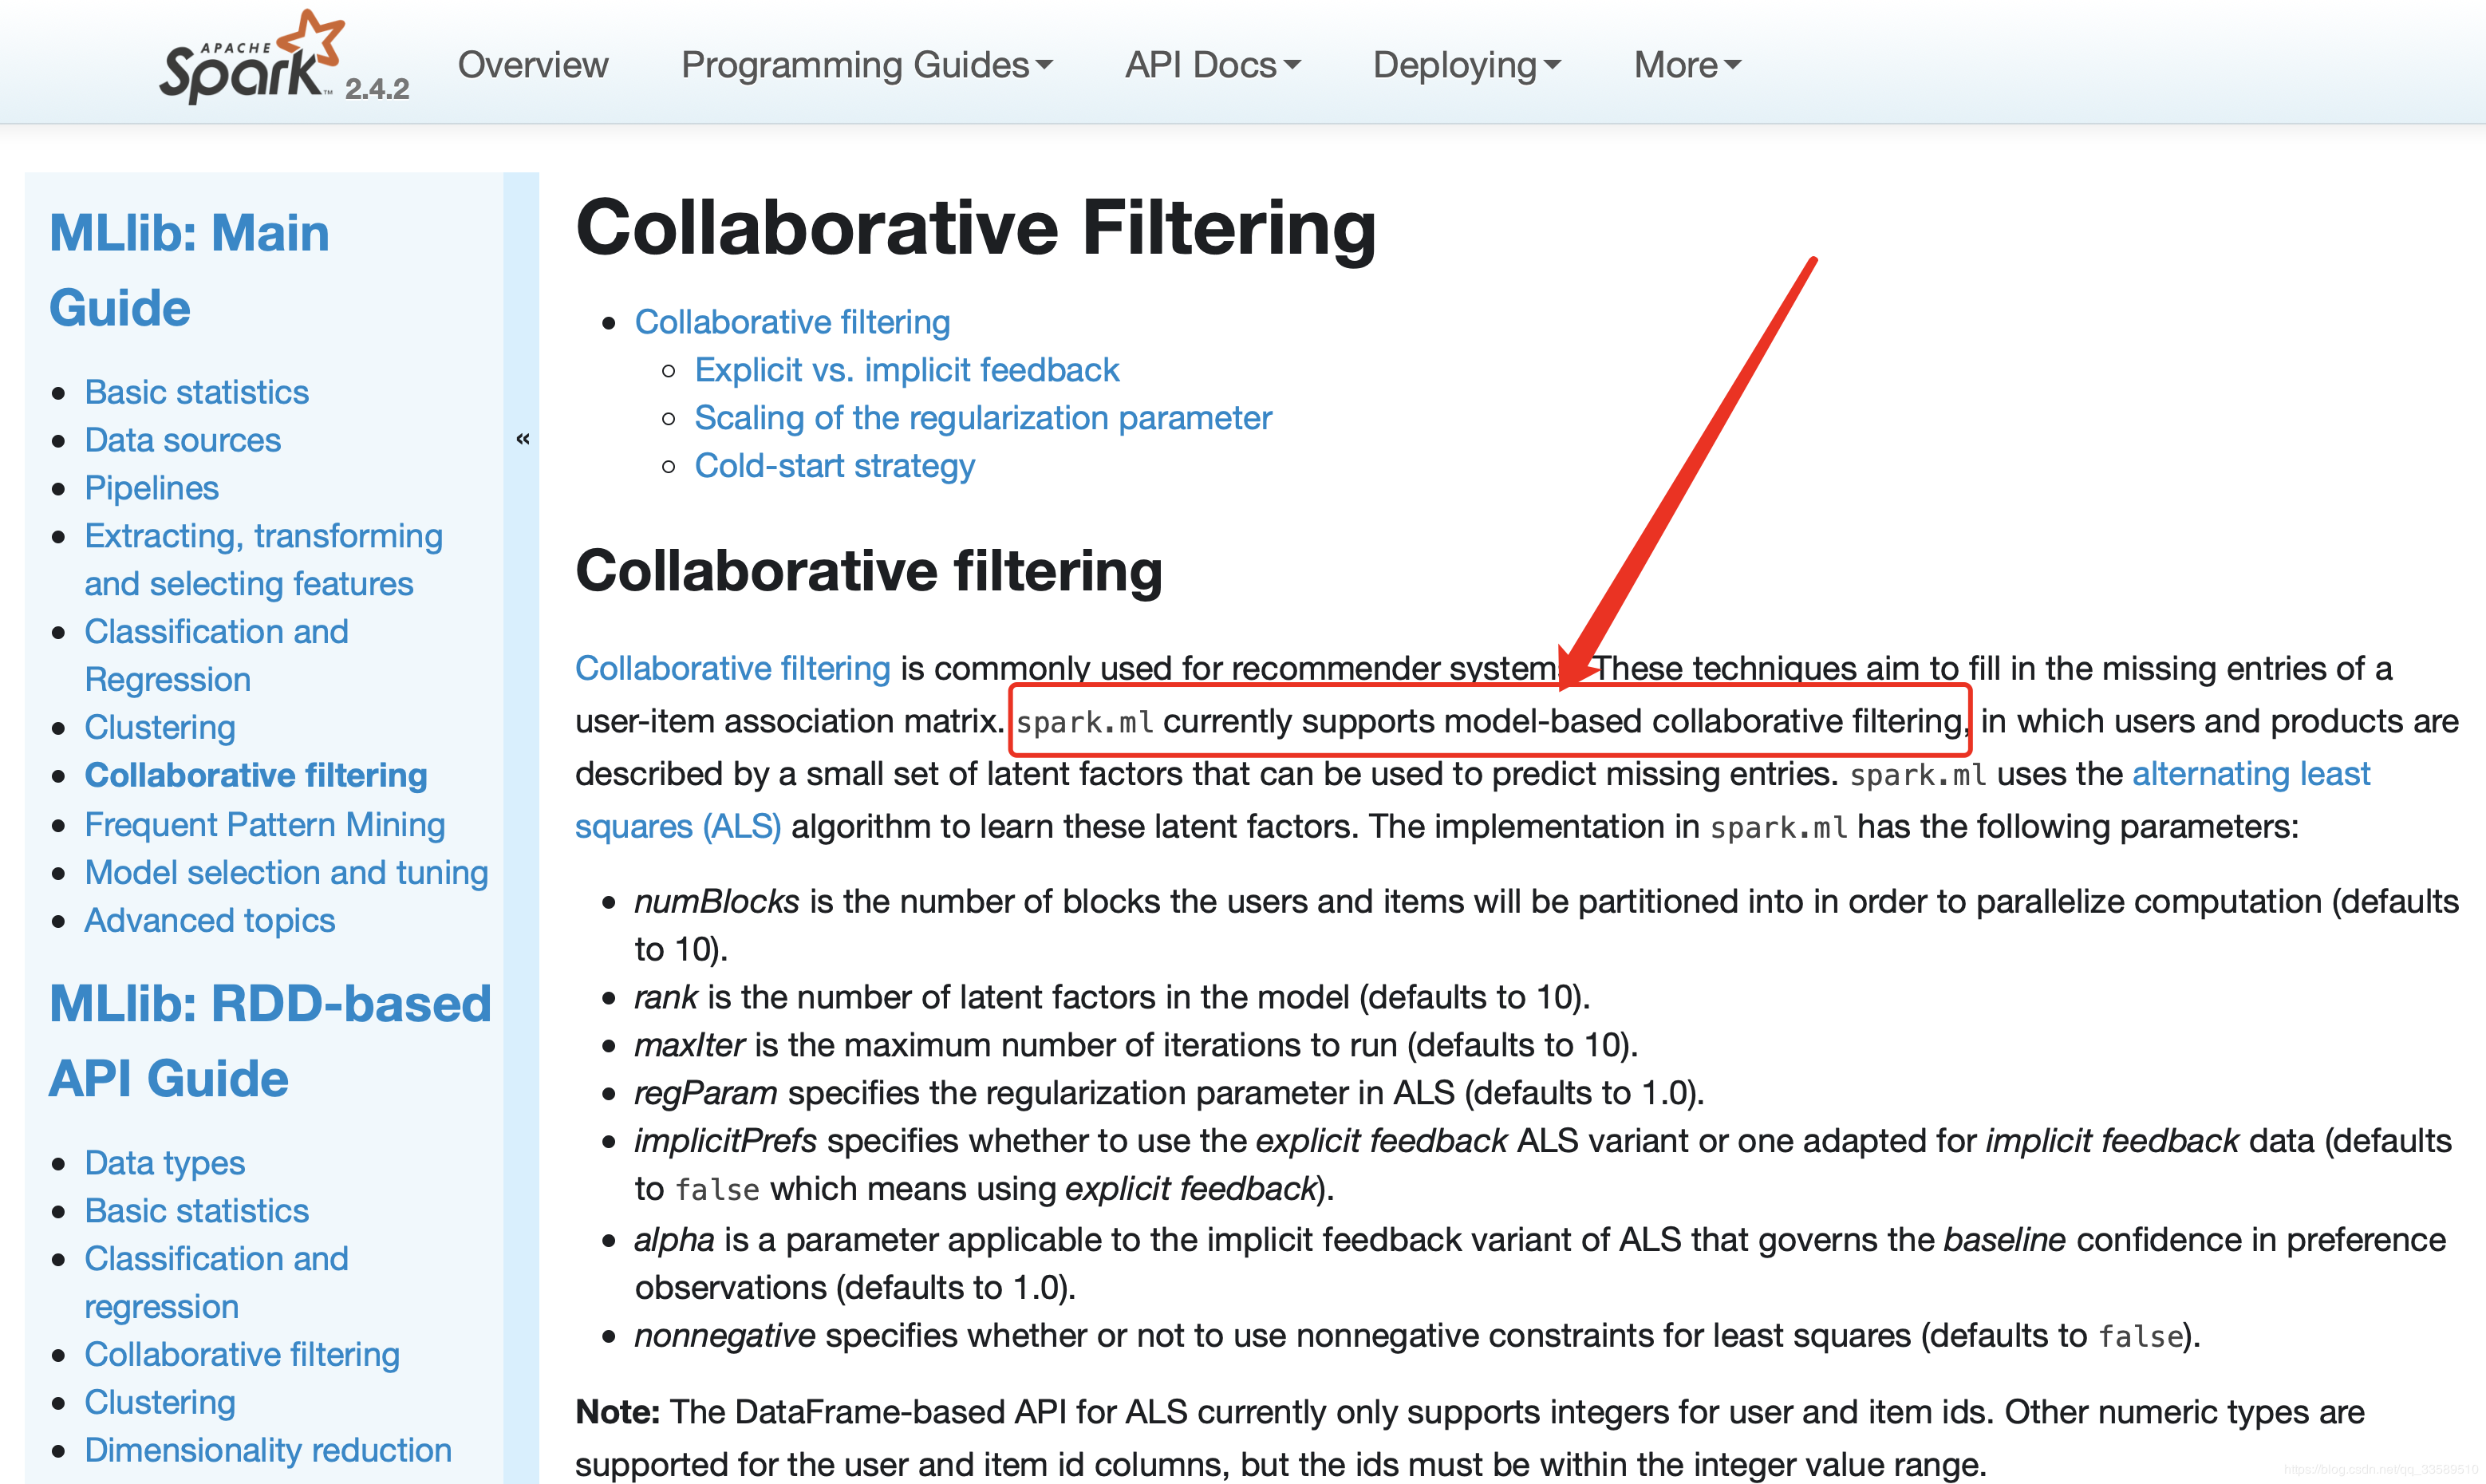 APACHE
Spark™ 2.4.2
Overview
Programming Guides
API Docs
Deploying
More
MLlib: Main
Guide
Basic statistics
Data sources
Pipelines
Extracting, transforming
and selecting features
Classification and
Regression
Clustering
Collaborative filtering
Frequent Pattern Mining
Model selection and tuning
Advanced topics
MLlib: RDD-based
API Guide
Data types
Basic statistics
Classification and
regression
Collaborative filtering
Clustering
Dimensionality reduction
«
Collaborative Filtering
Collaborative filtering
Explicit vs. implicit feedback
Scaling of the regularization parameter
Cold-start strategy
Collaborative filtering
Collaborative filtering is commonly used for recommender systems. These techniques aim to fill in the missing entries of a
user-item association matrix. spark.ml currently supports model-based collaborative filtering, in which users and products are
described by a small set of latent factors that can be used to predict missing entries. spark.ml uses the alternating least
squares (ALS) algorithm to learn these latent factors. The implementation in spark.ml has the following parameters:
numBlocks is the number of blocks the users and items will be partitioned into in order to parallelize computation (defaults
to 10).
rank is the number of latent factors in the model (defaults to 10).
maxIter is the maximum number of iterations to run (defaults to 10).
regParam specifies the regularization parameter in ALS (defaults to 1.0).
implicitPrefs specifies whether to use the explicit feedback ALS variant or one adapted for implicit feedback data (defaults
to false which means using explicit feedback).
alpha is a parameter applicable to the implicit feedback variant of ALS that governs the baseline confidence in preference
observations (defaults to 1.0).
nonnegative specifies whether or not to use nonnegative constraints for least squares (defaults to false).
Note: The DataFrame-based API for ALS currently only supports integers for user and item ids. Other numeric types are
supported for the user and item id columns, but the ids must be within the integer value range.
https://blog.csdn.net/qq_33589510